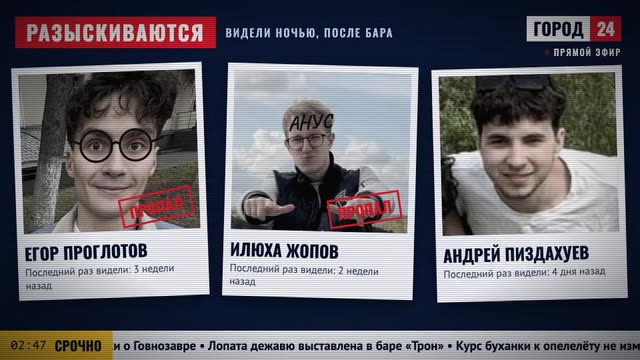 РАЗЫСКИВАЮТСЯ
ВИДЕЛИ НОЧЬЮ, ПОСЛЕ БАРА
ГОРОД 24
ПРЯМОЙ ЭФИР
АНУС
ПРОПАЛ
ПРОПАЛ
ЕГОР ПРОГЛОТОВ
Последний раз видели: 3 недели
назад
ИЛЮХА ЖОПОВ
Последний раз видели: 2 недели
назад
АНДРЕЙ ПИЗДАХУЕВ
Последний раз видели: 4 дня назад
02:47 СРОЧНО и о Говнозавре • Лопата дежавю выставлена в баре «Трон» • Курс буханки к опелелёту не изм